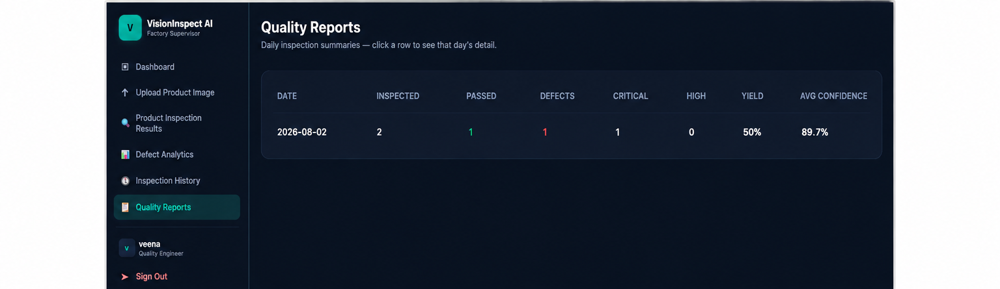 V
VisionInspect AI
Factory Supervisor
Dashboard
Upload Product Image
Product Inspection
Results
Defect Analytics
Inspection History
Quality Reports
v
veena
Quality Engineer
Sign Out
Quality Reports
Daily inspection summaries — click a row to see that day's detail.
DATE INSPECTED PASSED DEFECTS CRITICAL HIGH YIELD AVG CONFIDENCE
2026-08-02 2 1 1 1 0 50% 89.7%